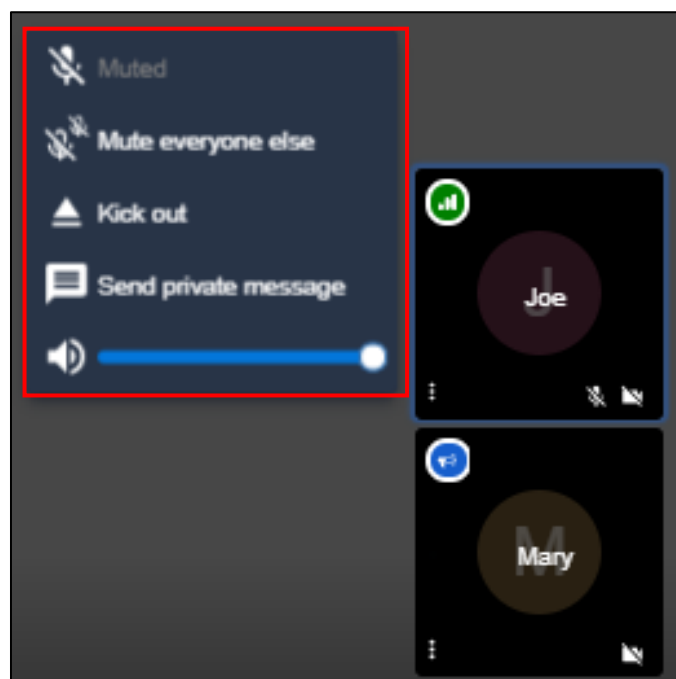 Muted
Mute everyone else
Kick out
Send private message
J
Joe
M
Mary